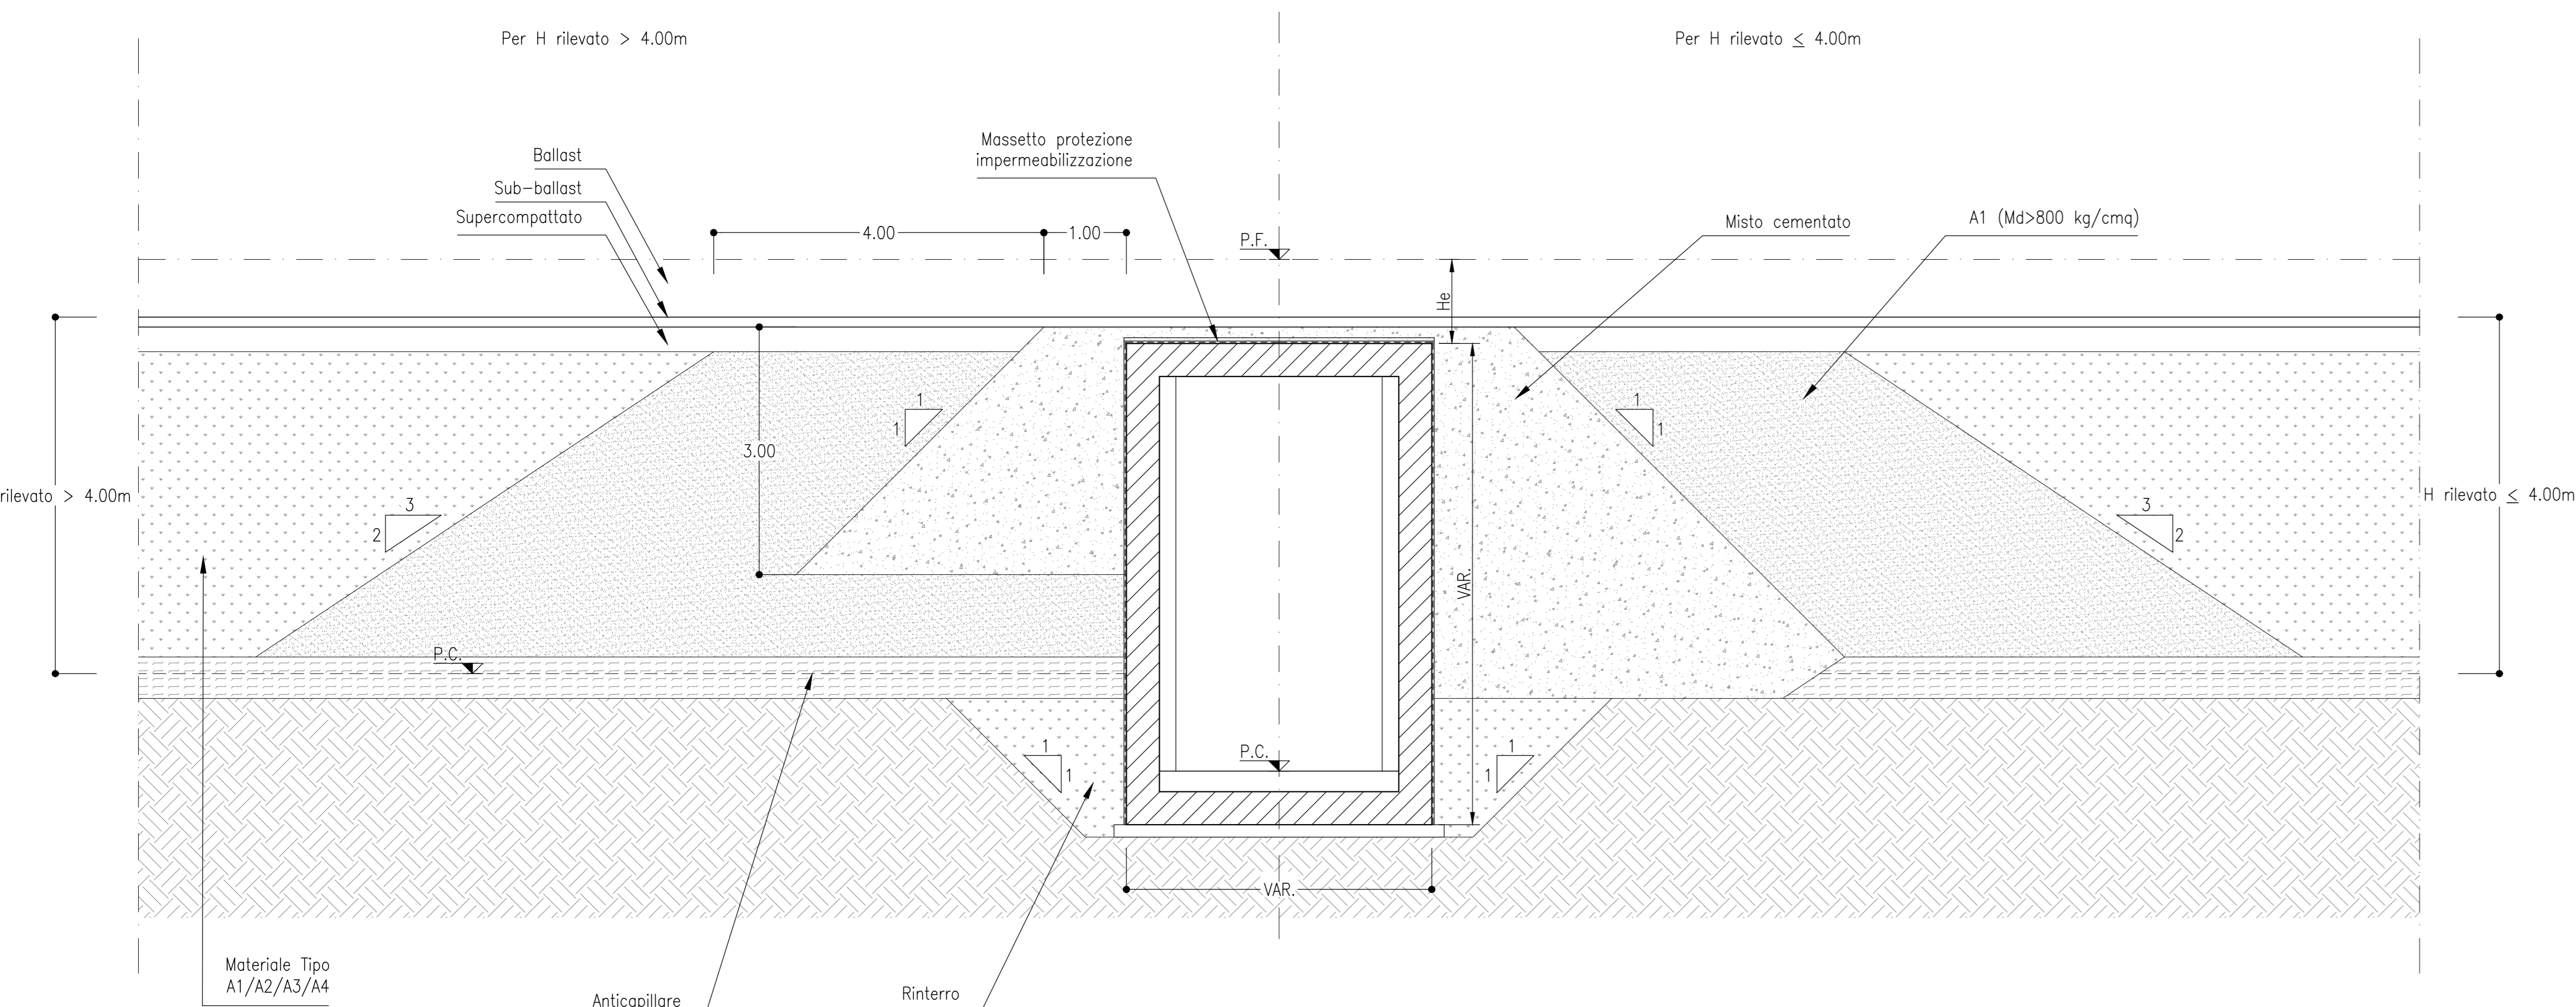 Per H rilevato > 4.00m
Per H rilevato ≤ 4.00m
Massetto protezione
impermeabilizzazione
Ballast
Sub-ballast
Supercompattato
4.00
1.00
P.F.
Misto cementato
A1 (Md>800 kg/cmq)
He
1
1
3.00
1
1
rilevato > 4.00m
3
2
VAR.
3
2
H rilevato ≤ 4.00m
P.C.
1
1
P.C.
1
1
VAR.
Materiale Tipo
A1/A2/A3/A4
Anticapillare
Rinterro